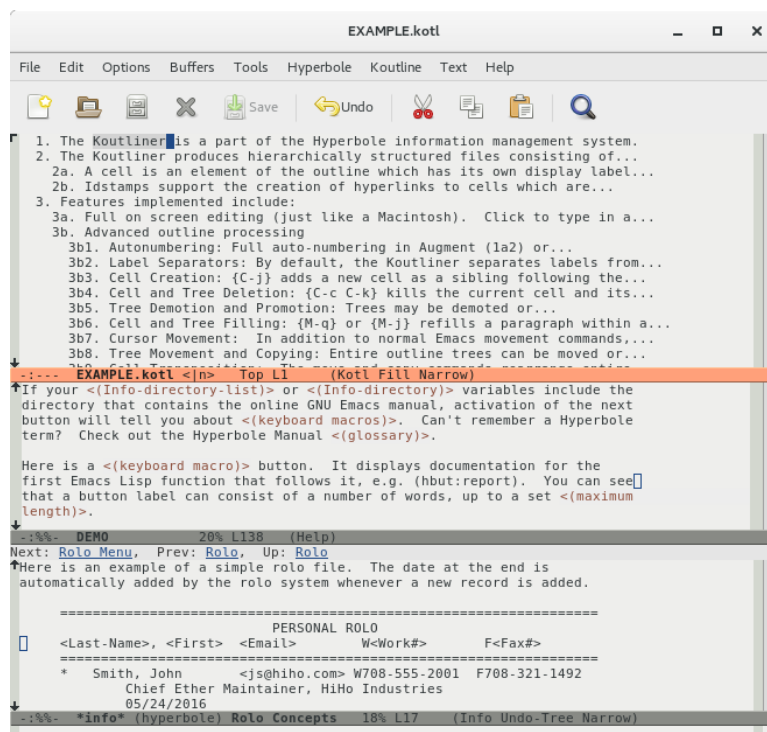 EXAMPLE.kotl
File Edit Options Buffers Tools Hyperbole Koutline Text Help
Save Undo
1. The Koutliner is a part of the Hyperbole information management system.
2. The Koutliner produces hierarchically structured files consisting of...
2a. A cell is an element of the outline which has its own display label...
2b. Idstamps support the creation of hyperlinks to cells which are...
3. Features implemented include:
3a. Full on screen editing (just like a Macintosh).  Click to type in a...
3b. Advanced outline processing
3b1. Autonumbering: Full auto-numbering in Augment (1a2) or...
3b2. Label Separators: By default, the Koutliner separates labels from...
3b3. Cell Creation: {C-j} adds a new cell as a sibling following the...
3b4. Cell and Tree Deletion: {C-c C-k} kills the current cell and its...
3b5. Tree Demotion and Promotion: Trees may be demoted or...
3b6. Cell and Tree Filling: {M-q} or {M-j} refills a paragraph within a...
3b7. Cursor Movement:  In addition to normal Emacs movement commands,...
3b8. Tree Movement and Copying: Entire outline trees can be moved or...
-:---  EXAMPLE.kotl <|n>   Top L1     (Kotl Fill Narrow)
If your <(Info-directory-list)> or <(Info-directory)> variables include the
directory that contains the online GNU Emacs manual, activation of the next
button will tell you about <(keyboard macros)>.  Can't remember a Hyperbole
term?  Check out the Hyperbole Manual <(glossary)>.
Here is a <(keyboard macro)> button.  It displays documentation for the
first Emacs Lisp function that follows it, e.g. (hbut:report).  You can see
that a button label can consist of a number of words, up to a set <(maximum
length)>.
-:%%-  DEMO           20% L138   (Help)
Next: Rolo Menu,  Prev: Rolo,  Up: Rolo
Here is an example of a simple rolo file.  The date at the end is
automatically added by the rolo system whenever a new record is added.
==================================================================
PERSONAL ROLO
<Last-Name>, <First>  <Email>        W<Work#>       F<Fax#>
==================================================================
*   Smith, John       <js@hiho.com> W708-555-2001  F708-321-1492
Chief Ether Maintainer, HiHo Industries
05/24/2016
-:%%-  *info* (hyperbole) Rolo Concepts   18% L17    (Info Undo-Tree Narrow)